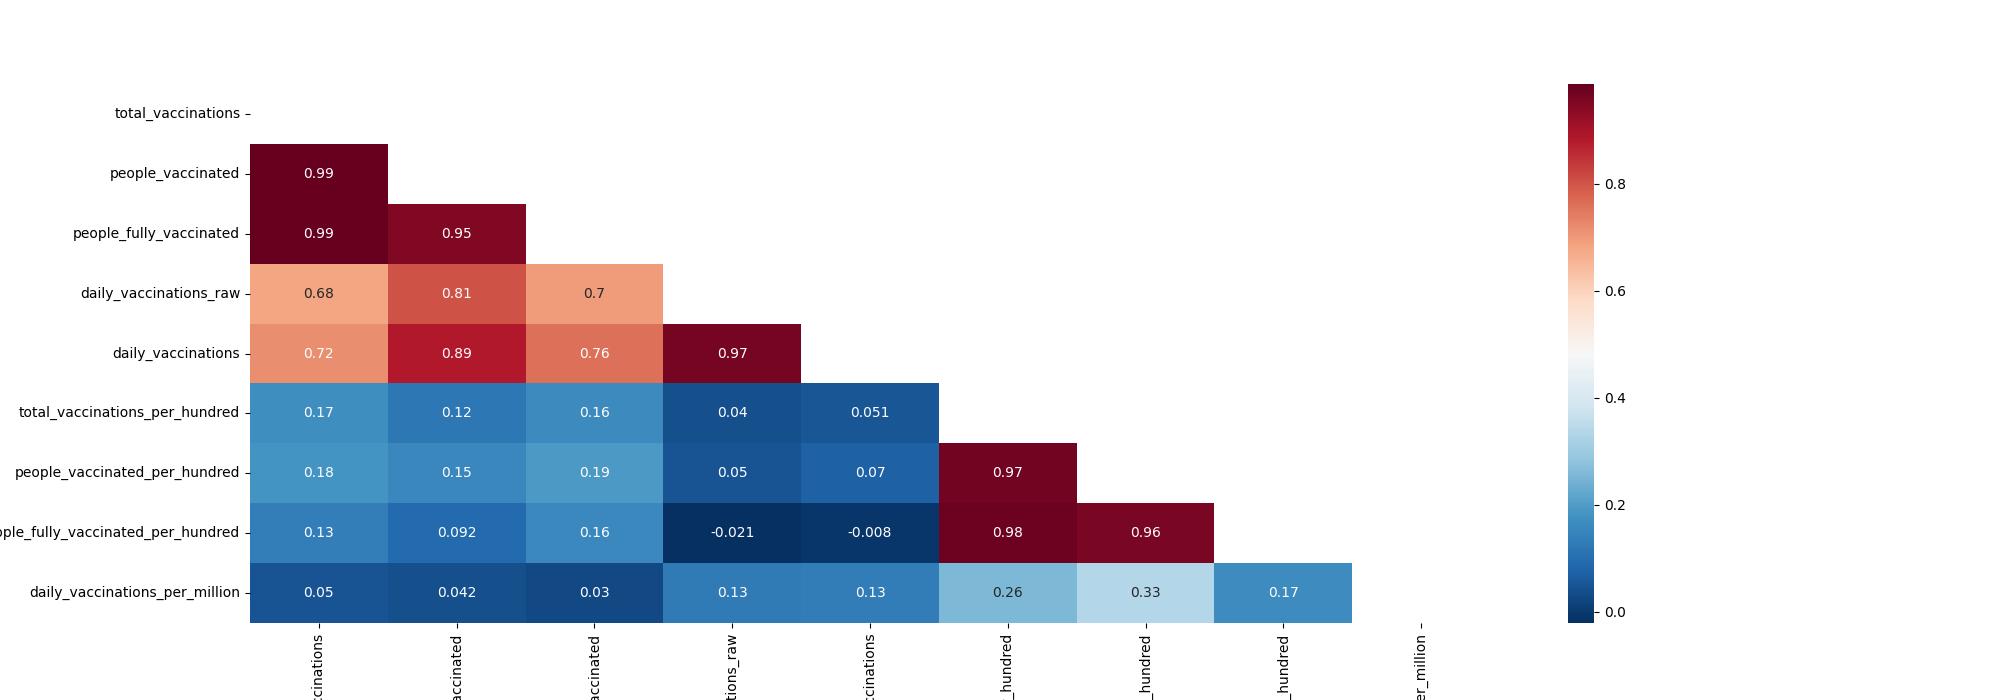 total_vaccinations
people_vaccinated 0.99
people_fully_vaccinated 0.99 0.95
daily_vaccinations_raw 0.68 0.81 0.7
daily_vaccinations 0.72 0.89 0.76 0.97
total_vaccinations_per_hundred 0.17 0.12 0.16 0.04 0.051
people_vaccinated_per_hundred 0.18 0.15 0.19 0.05 0.07 0.97
ople_fully_vaccinated_per_hundred 0.13 0.092 0.16 -0.021 -0.008 0.98 0.96
daily_vaccinations_per_million 0.05 0.042 0.03 0.13 0.13 0.26 0.33 0.17
ccinations
accinated
accinated
tions_raw
ccinations
_hundred
_hundred
_hundred
er_million
0.8
0.6
0.4
0.2
0.0